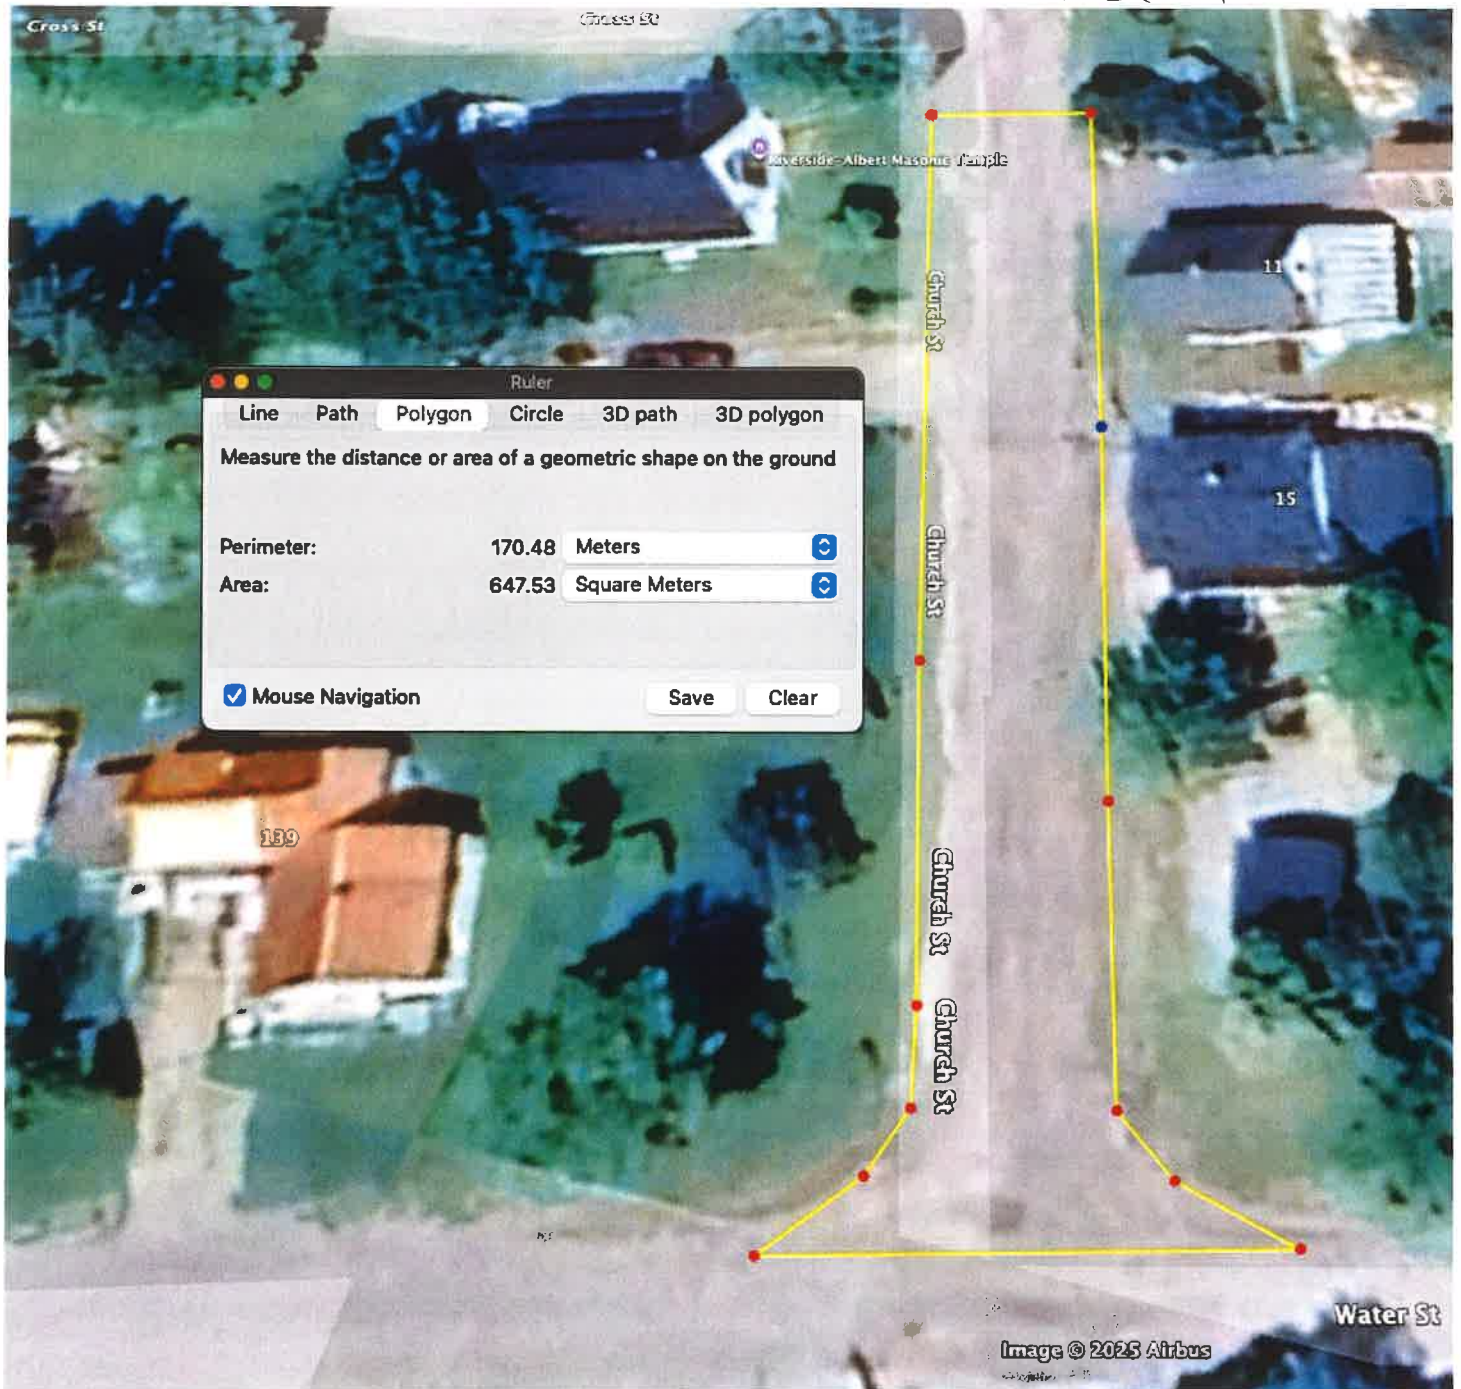 Cross St
Cross St
Riverside-Albert Masonic Temple
11
Church St
Ruler
Line Path Polygon Circle 3D path 3D polygon
Measure the distance or area of a geometric shape on the ground
15
Church St
Perimeter: 170.48 Meters
Area: 647.53 Square Meters
Mouse Navigation Save Clear
139
Church St
Church St
Water St
Image © 2025 Airbus